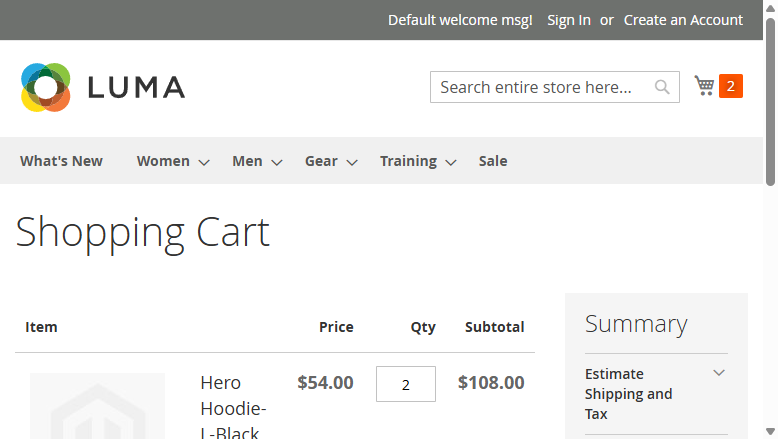 Default welcome msg! Sign In or Create an Account
LUMA
Search entire store here...
2
What's New Women Men Gear Training Sale
Shopping Cart
Item Price Qty Subtotal
Summary
Estimate
Shipping and
Tax
Hero $54.00 2 $108.00
Hoodie-
L-Black